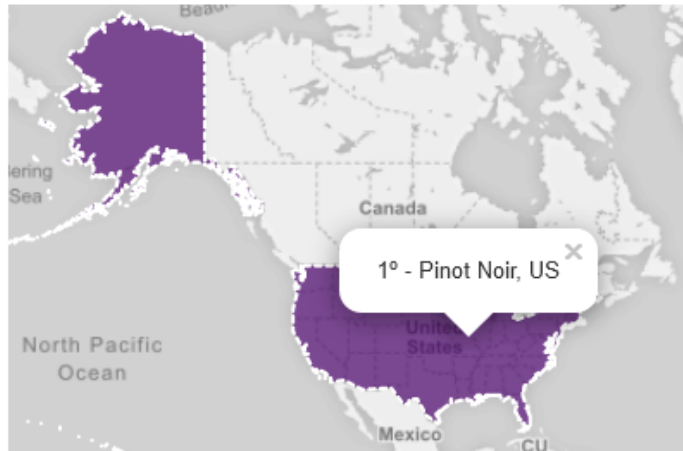 Beau
Bering
Sea
Canada
×
1º - Pinot Noir, US
United
States
North Pacific
Ocean
Mexico
CU